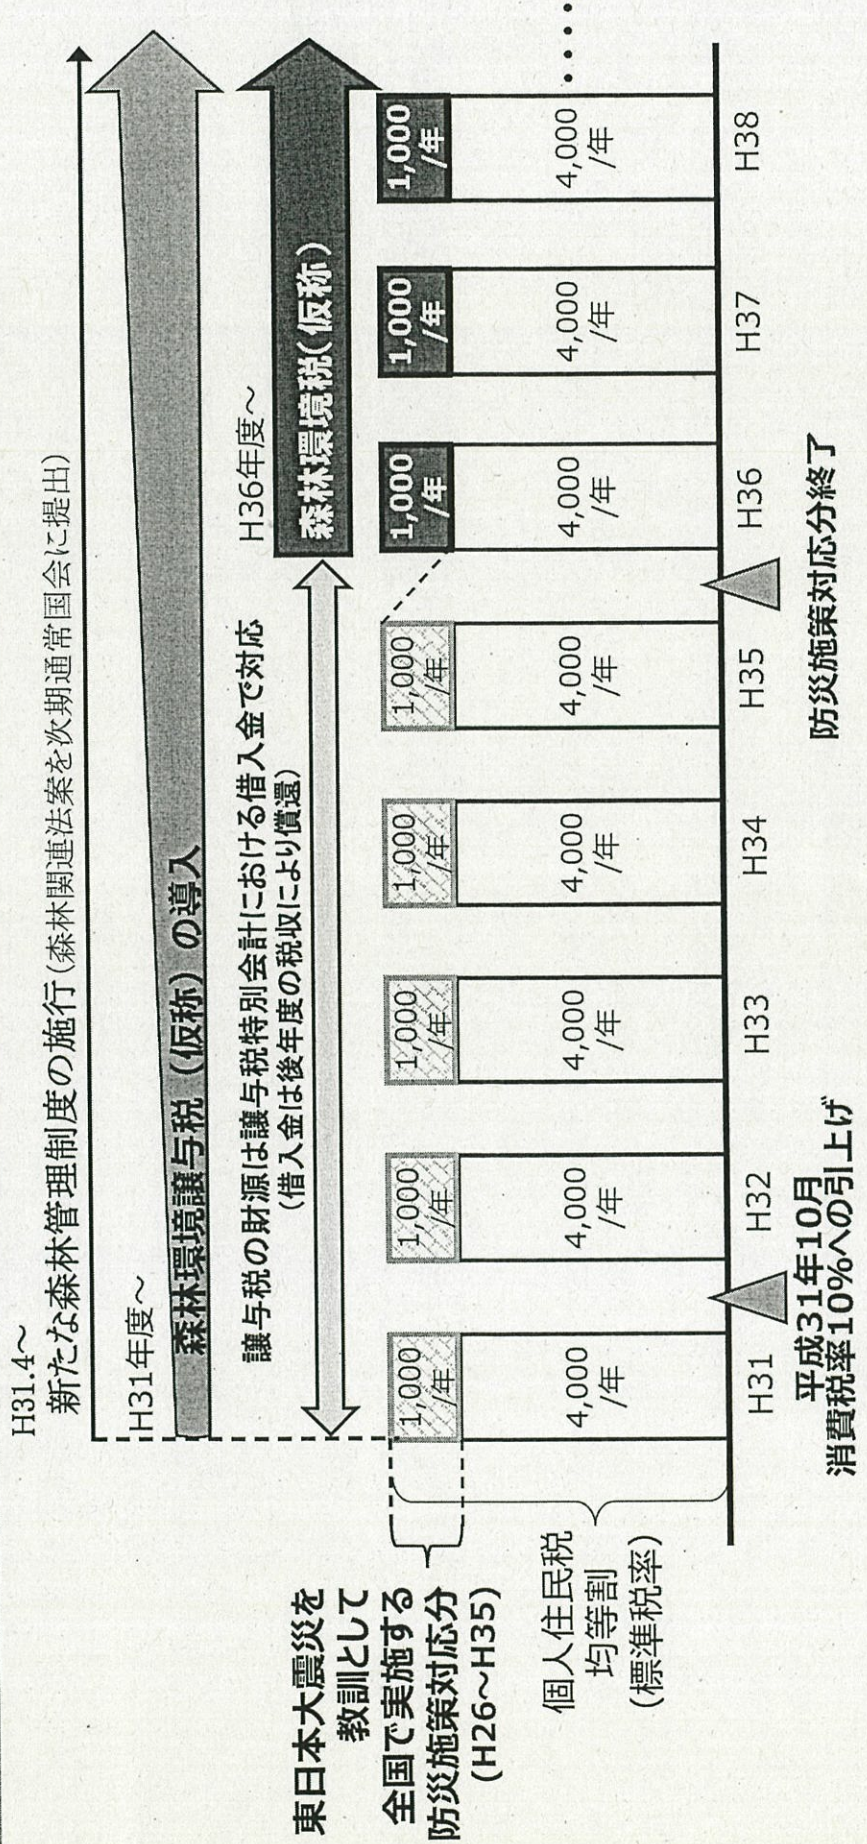 H31.4～
新たな森林管理制度の施行(森林関連法案を次期通常国会に提出)
H31年度～
森林環境譲与税(仮称)の導入
H36年度～
森林環境税(仮称)
譲与税の財源は譲与税特別会計における借入金で対応
(借入金は後年度の税収により償還)
東日本大震災を
教訓として
全国で実施する
防災施策対応分
(H26～H35)
個人住民税
均等割
(標準税率)
1,000
/年
4,000
/年
H31
1,000
/年
4,000
/年
H32
1,000
/年
4,000
/年
H33
1,000
/年
4,000
/年
H34
1,000
/年
4,000
/年
H35
1,000
/年
4,000
/年
H36
1,000
/年
4,000
/年
H37
1,000
/年
4,000
/年
H38
・・・・・
平成31年10月
消費税率10%への引上げ
防災施策対応分終了